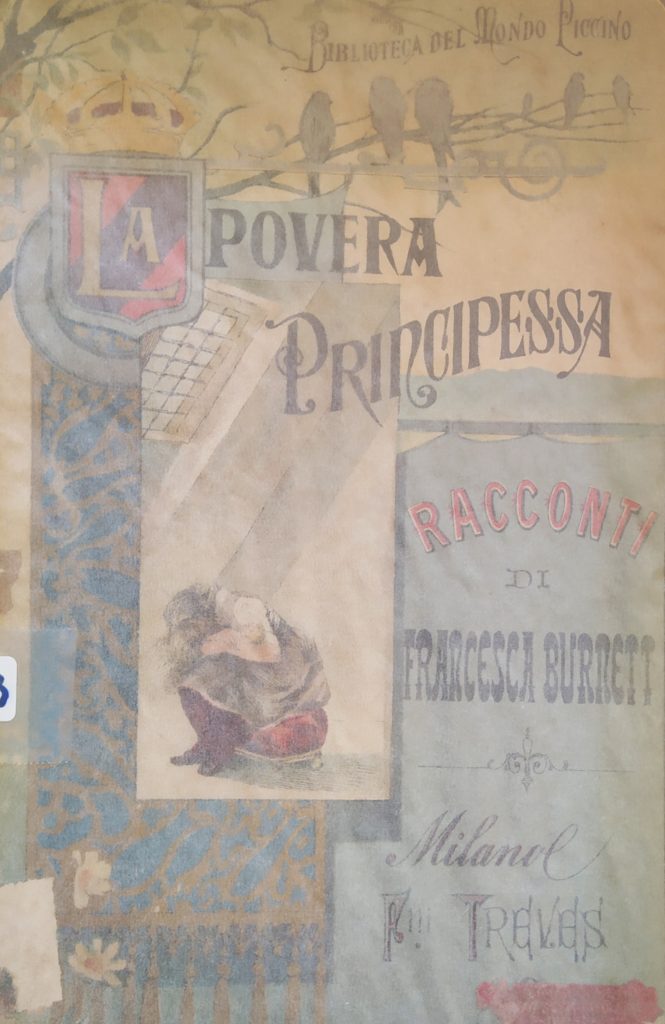 BIBLIOTECA DEL MONDO PICCINO
LA POVERA
PRINCIPESSA
RACCONTI
DI
FRANCESCA BURNETT
Milano
F.lli TREVES